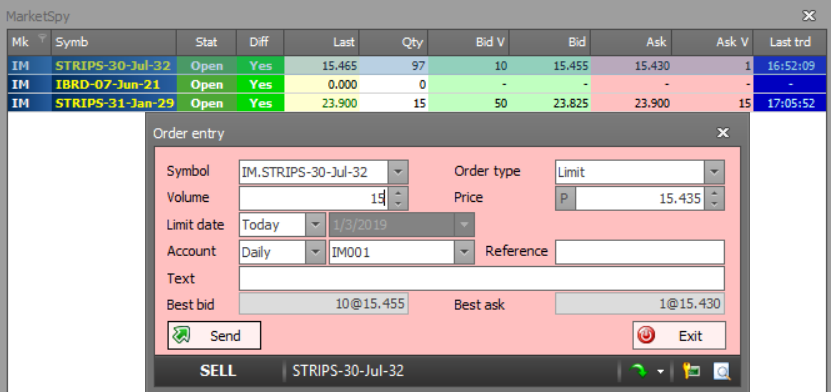 MarketSpy
Mk Symb Stat Diff Last Qty Bid V Bid Ask Ask V Last trd
IM STRIPS-30-Jul-32 Open Yes 15.465 97 10 15.455 15.430 1 16:52:09
IM IBRD-07-Jun-21 Open Yes 0.000 0 - - - - -
IM STRIPS-31-Jan-29 Open Yes 23.900 15 50 23.825 23.900 15 17:05:52
Order entry
Symbol IM.STRIPS-30-Jul-32 Order type Limit
Volume 15 Price P 15.435
Limit date Today 1/3/2019
Account Daily IM001 Reference
Text
Best bid 10@15.455 Best ask 1@15.430
Send Exit
SELL STRIPS-30-Jul-32